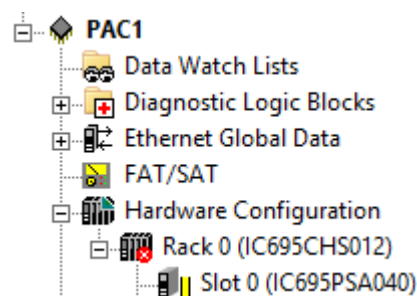 PAC1
Data Watch Lists
Diagnostic Logic Blocks
Ethernet Global Data
FAT/SAT
Hardware Configuration
Rack 0 (IC695CHS012)
Slot 0 (IC695PSA040)